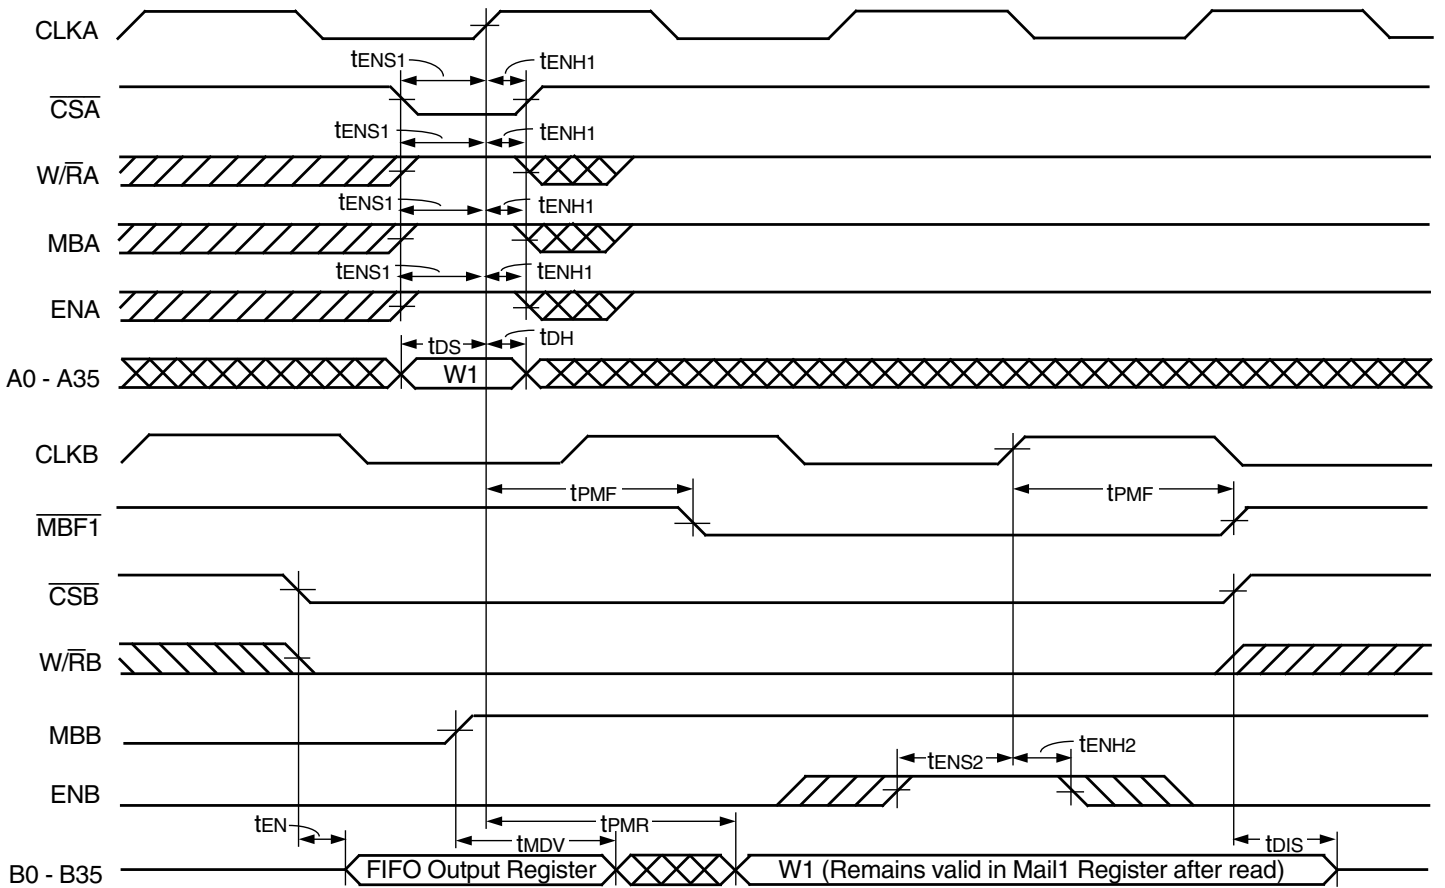 CLKA
tENS1 tENH1
CSA
tENS1 tENH1
W/RA
tENS1 tENH1
MBA
tENS1 tENH1
ENA
tDS tDH
A0 - A35 W1
CLKB
tPMF tPMF
MBF1
CSB
W/RB
MBB
tENS2 tENH2
ENB
tEN tPMR
tMDV tDIS
B0 - B35 FIFO Output Register W1 (Remains valid in Mail1 Register after read)